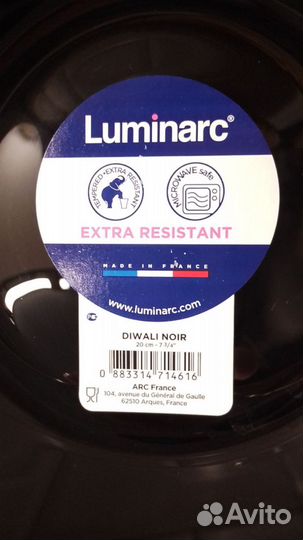 Luminarc®
TEMPERED • EXTRA RESISTANT
MICROWAVE safe
EXTRA RESISTANT
MADE IN FRANCE
www.luminarc.com
DIWALI NOIR
20 cm - 7-1/4"
0 883314 714616
ARC France
104, avenue du Général de Gaulle
62510 Arques, France
Avito